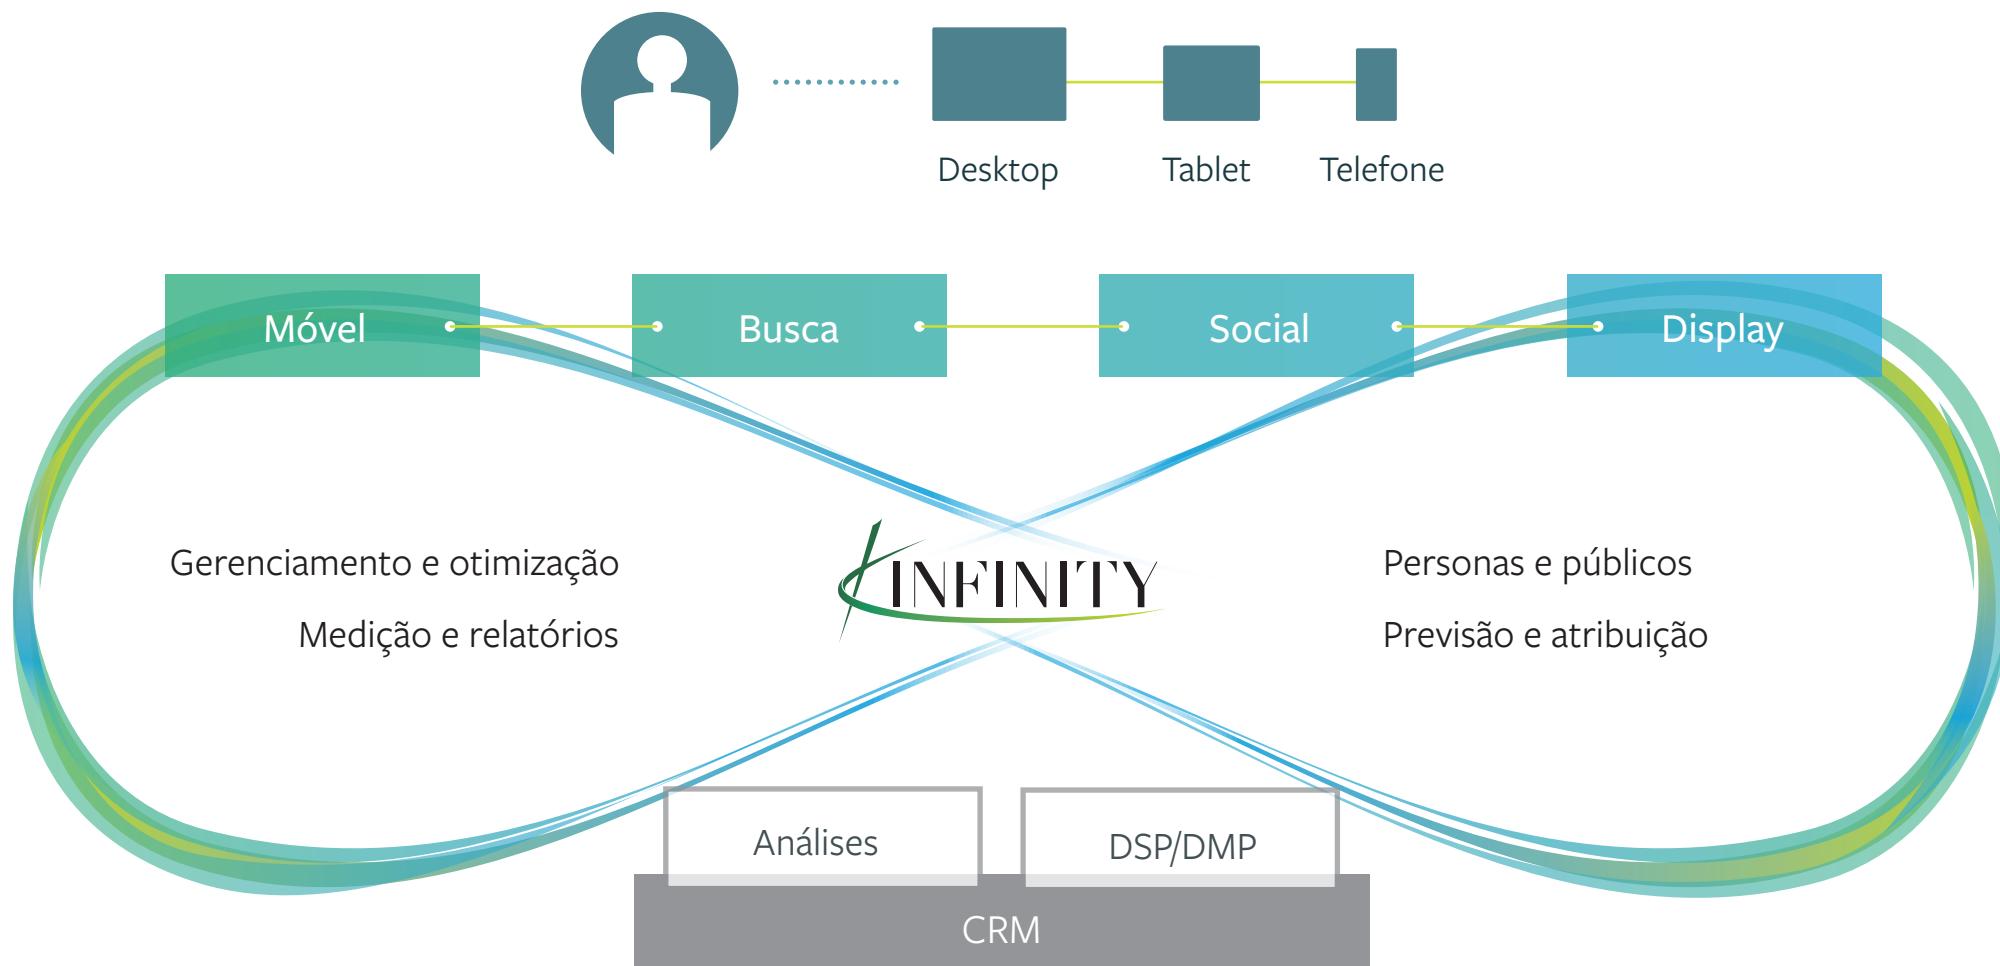 Desktop
Tablet
Telefone
Móvel
Busca
Social
Display
Gerenciamento e otimização
Medição e relatórios
INFINITY
Personas e públicos
Previsão e atribuição
Análises
DSP/DMP
CRM